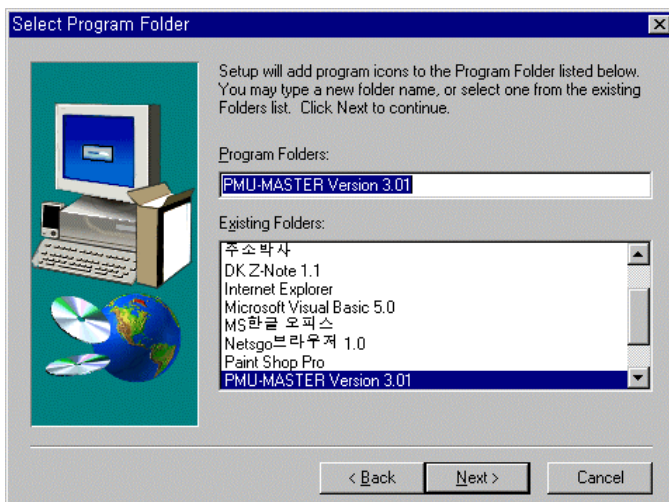 Select Program Folder
Setup will add program icons to the Program Folder listed below.
You may type a new folder name, or select one from the existing
Folders list. Click Next to continue.
Program Folders:
PMU-MASTER Version 3.01
Existing Folders:
주소박사
DK Z-Note 1.1
Internet Explorer
Microsoft Visual Basic 5.0
MS한글 오피스
Netsgo브라우저 1.0
Paint Shop Pro
PMU-MASTER Version 3.01
< Back
Next >
Cancel